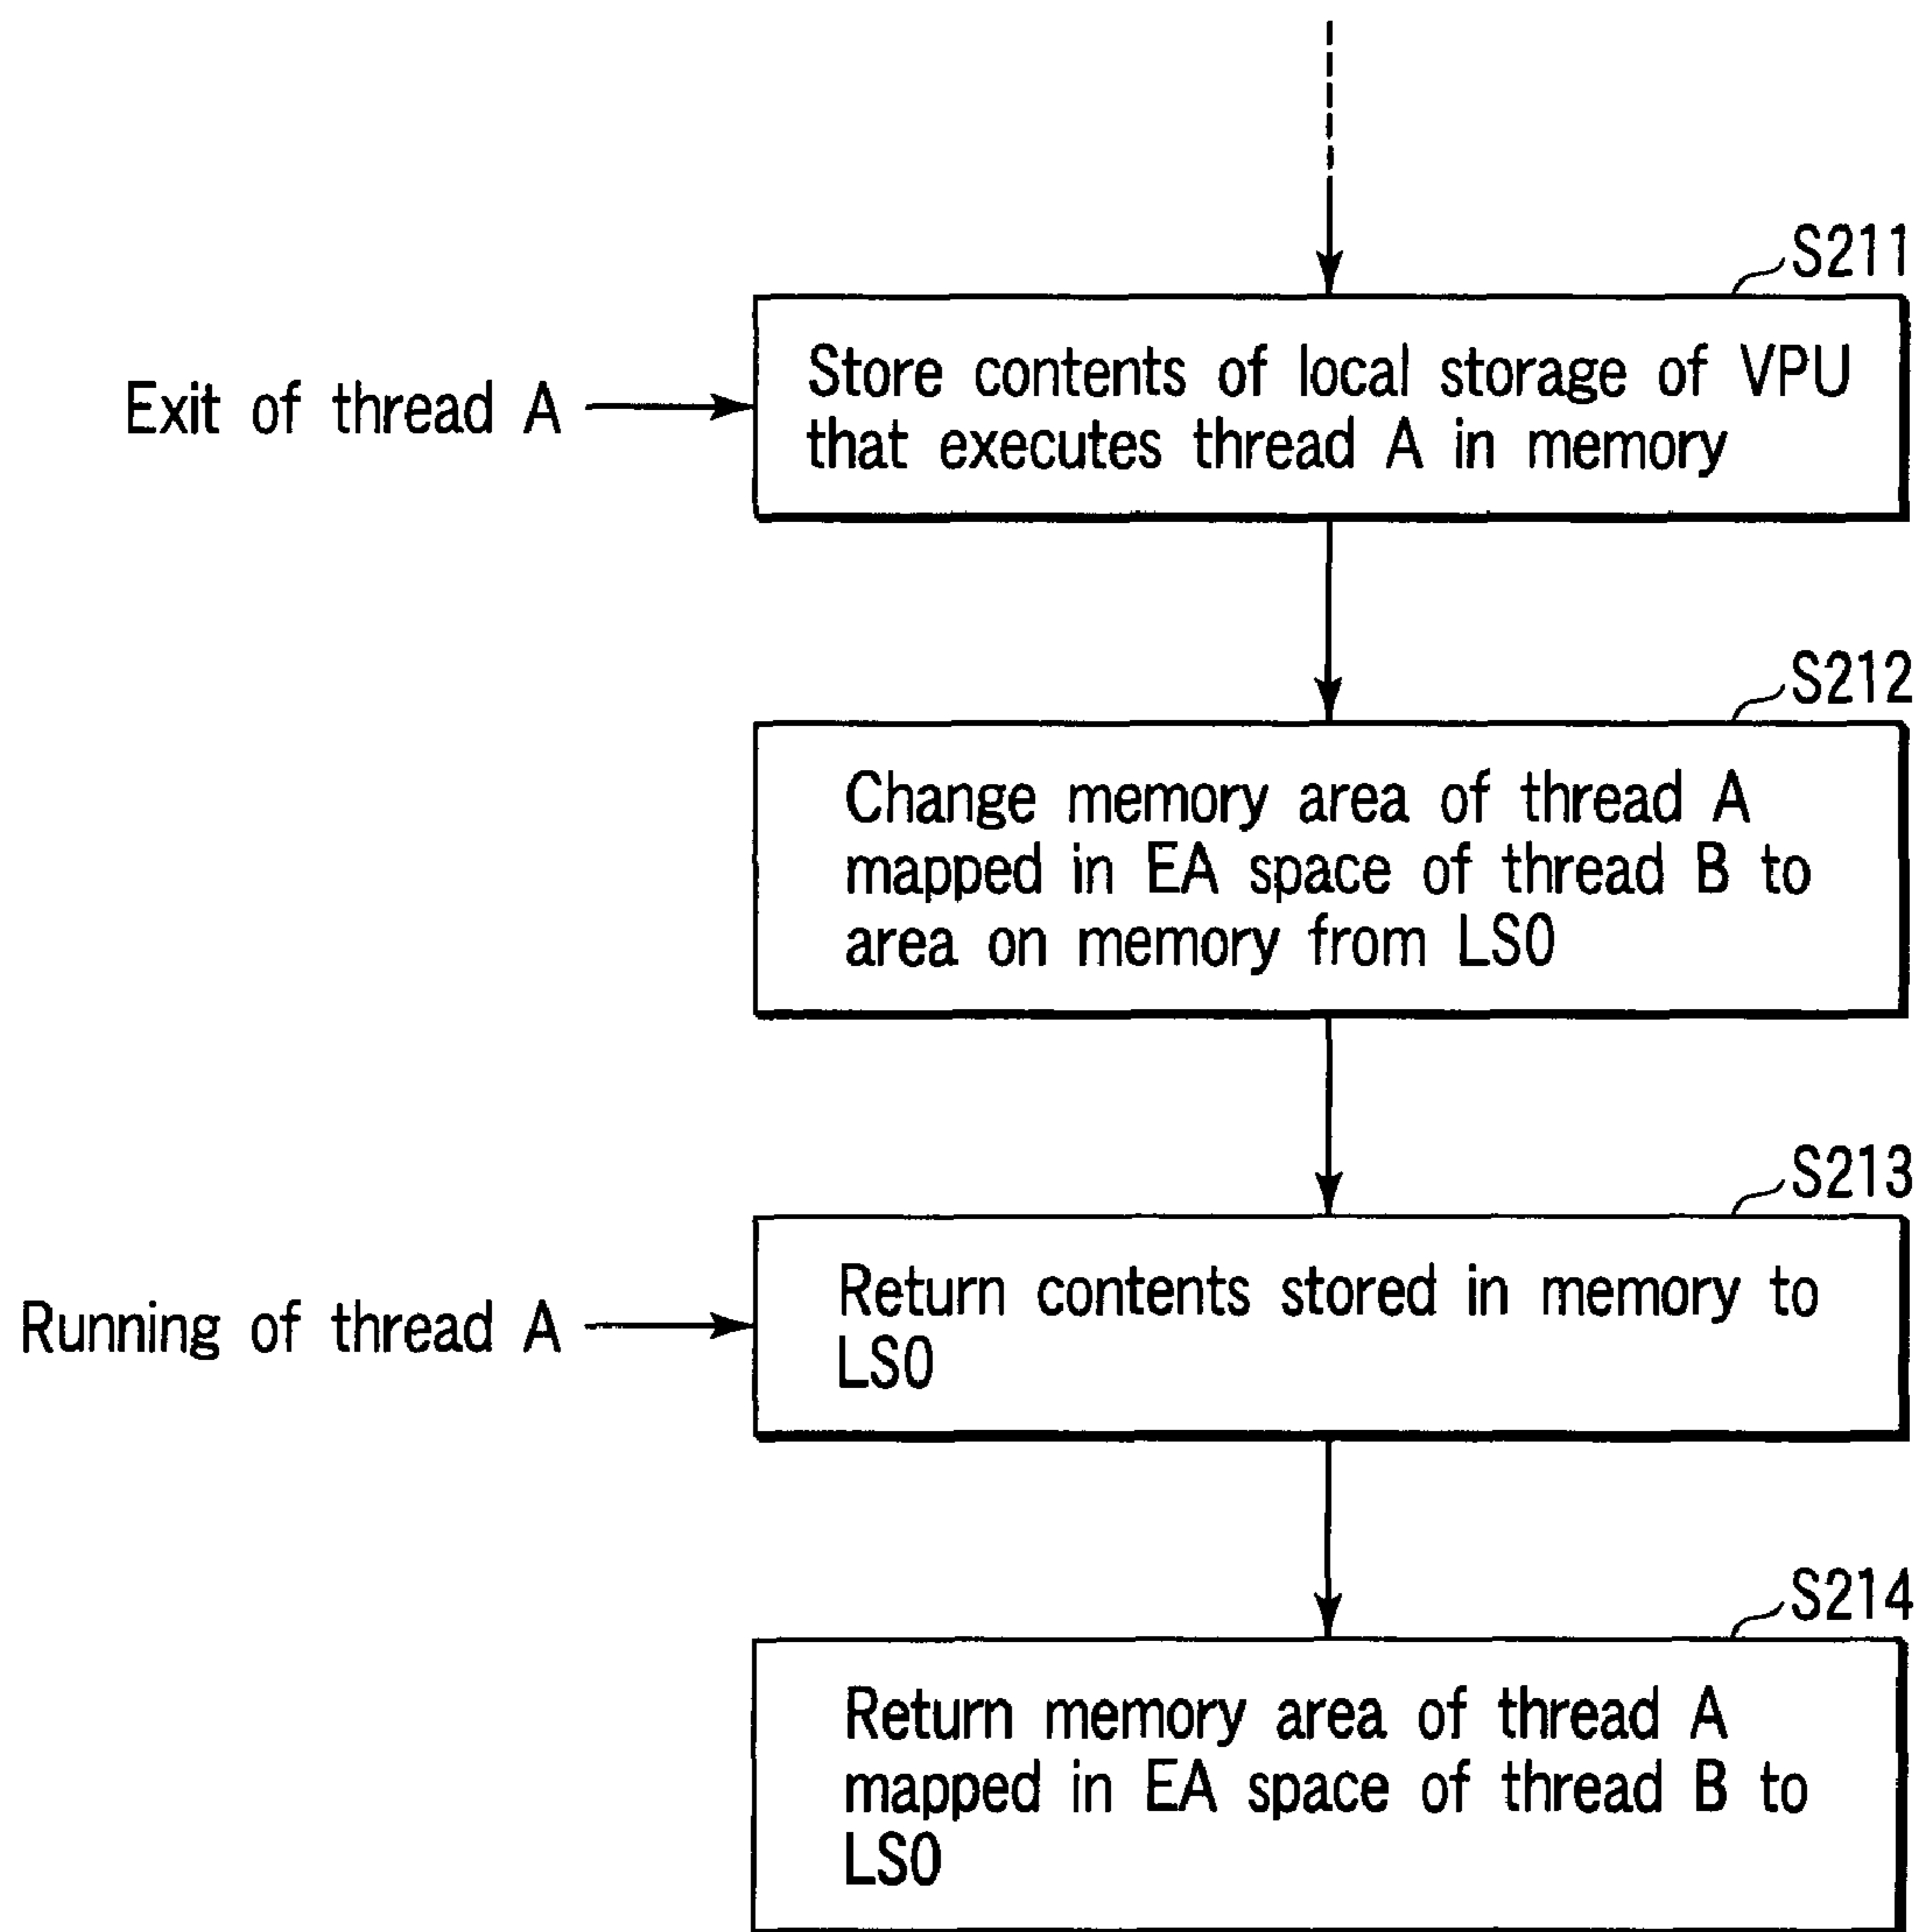 S211
Exit of thread A
Store contents of local storage of VPU
that executes thread A in memory
S212
Change memory area of thread A
mapped in EA space of thread B to
area on memory from LS0
S213
Running of thread A
Return contents stored in memory to
LS0
S214
Return memory area of thread A
mapped in EA space of thread B to
LS0